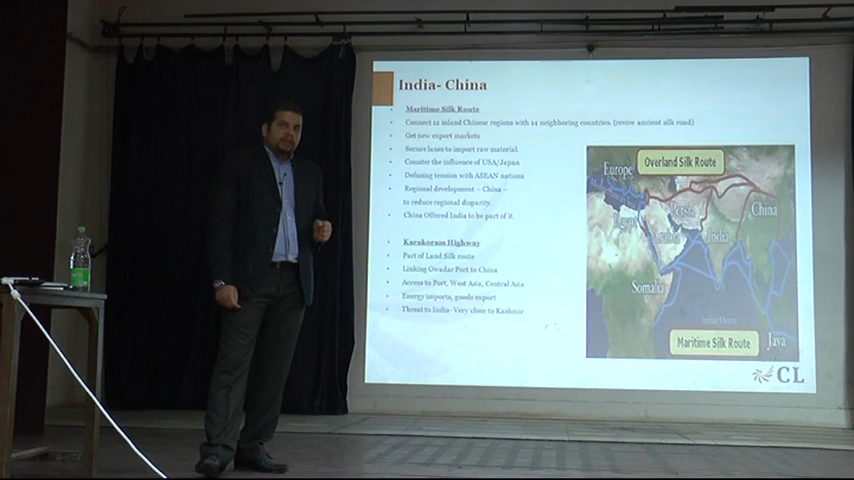 India- China
Maritime Silk Route
Connect 12 inland Chinese regions with 14 neighboring countries. (revive ancient silk road)
Get new export markets
Secure lanes to import raw material.
Counter the influence of USA/Japan
Defusing tension with ASEAN nations
Regional development – China –
to reduce regional disparity.
China Offered India to be part of it.
Karakoram Highway
Part of Land Silk route
Linking Gwadar Port to China
Access to Port, West Asia, Central Asia
Energy imports, goods export
Threat to India- Very close to Kashmir
Overland Silk Route
Europe
Persia
China
Egypt
Arabia
India
Somalia
Indian Ocean
Maritime Silk Route
Java
CL